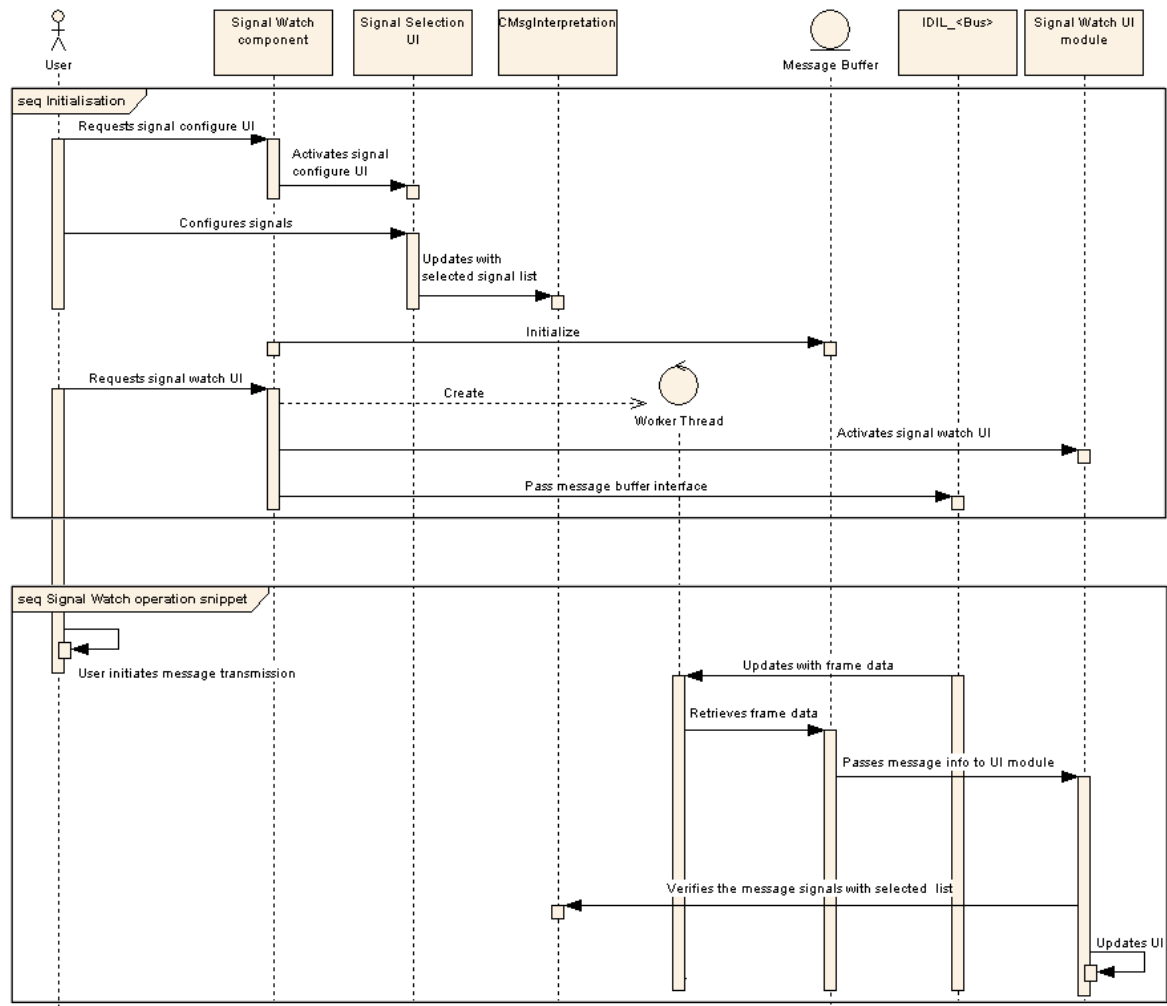 User
Signal Watch
component
Signal Selection
UI
CMsgInterpretation
Message Buffer
IDIL_<Bus>
Signal Watch UI
module
seq Initialisation
Requests signal configure UI
Activates signal
configure UI
Configures signals
Updates with
selected signal list
Initialize
Requests signal watch UI
Create
Worker Thread
Activates signal watch UI
Pass message buffer interface
seq Signal Watch operation snippet
User initiates message transmission
Updates with frame data
Retrieves frame data
Passes message info to UI module
Verifies the message signals with selected list
Updates UI